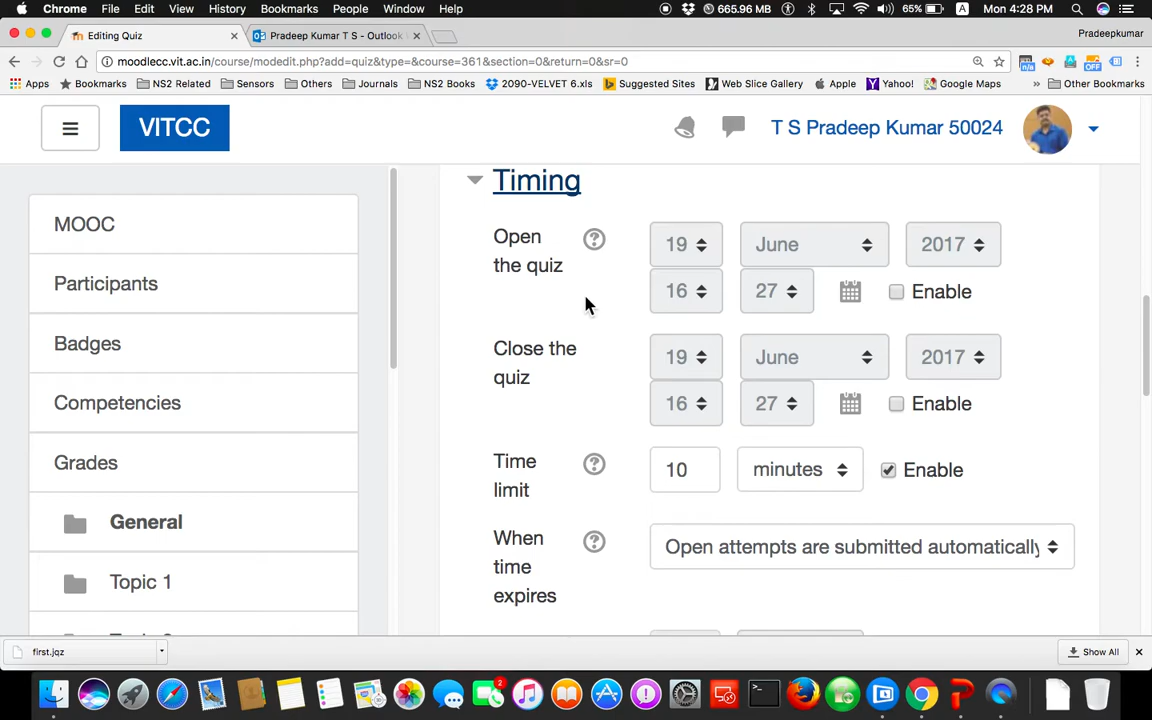 Chrome File Edit View History Bookmarks People Window Help 665.96 MB 65% A Mon 4:28 PM
Editing Quiz × Pradeep Kumar T S - Outlook × Pradeepkumar
moodlecc.vit.ac.in/course/modedit.php?add=quiz&type=&course=361&section=0&return=0&sr=0 n/a OFF
Apps Bookmarks NS2 Related Sensors Others Journals NS2 Books 2090-VELVET 6.xls Suggested Sites Web Slice Gallery Apple Yahoo! Google Maps » Other Bookmarks
VITCC T S Pradeep Kumar 50024
Timing
MOOC
Participants
Badges
Competencies
Grades
General
Topic 1
Open
the quiz
19 June 2017
16 27 Enable
Close the
quiz
19 June 2017
16 27 Enable
Time
limit
10 minutes Enable
When
time
expires
Open attempts are submitted automatically
first.jqz Show All
2